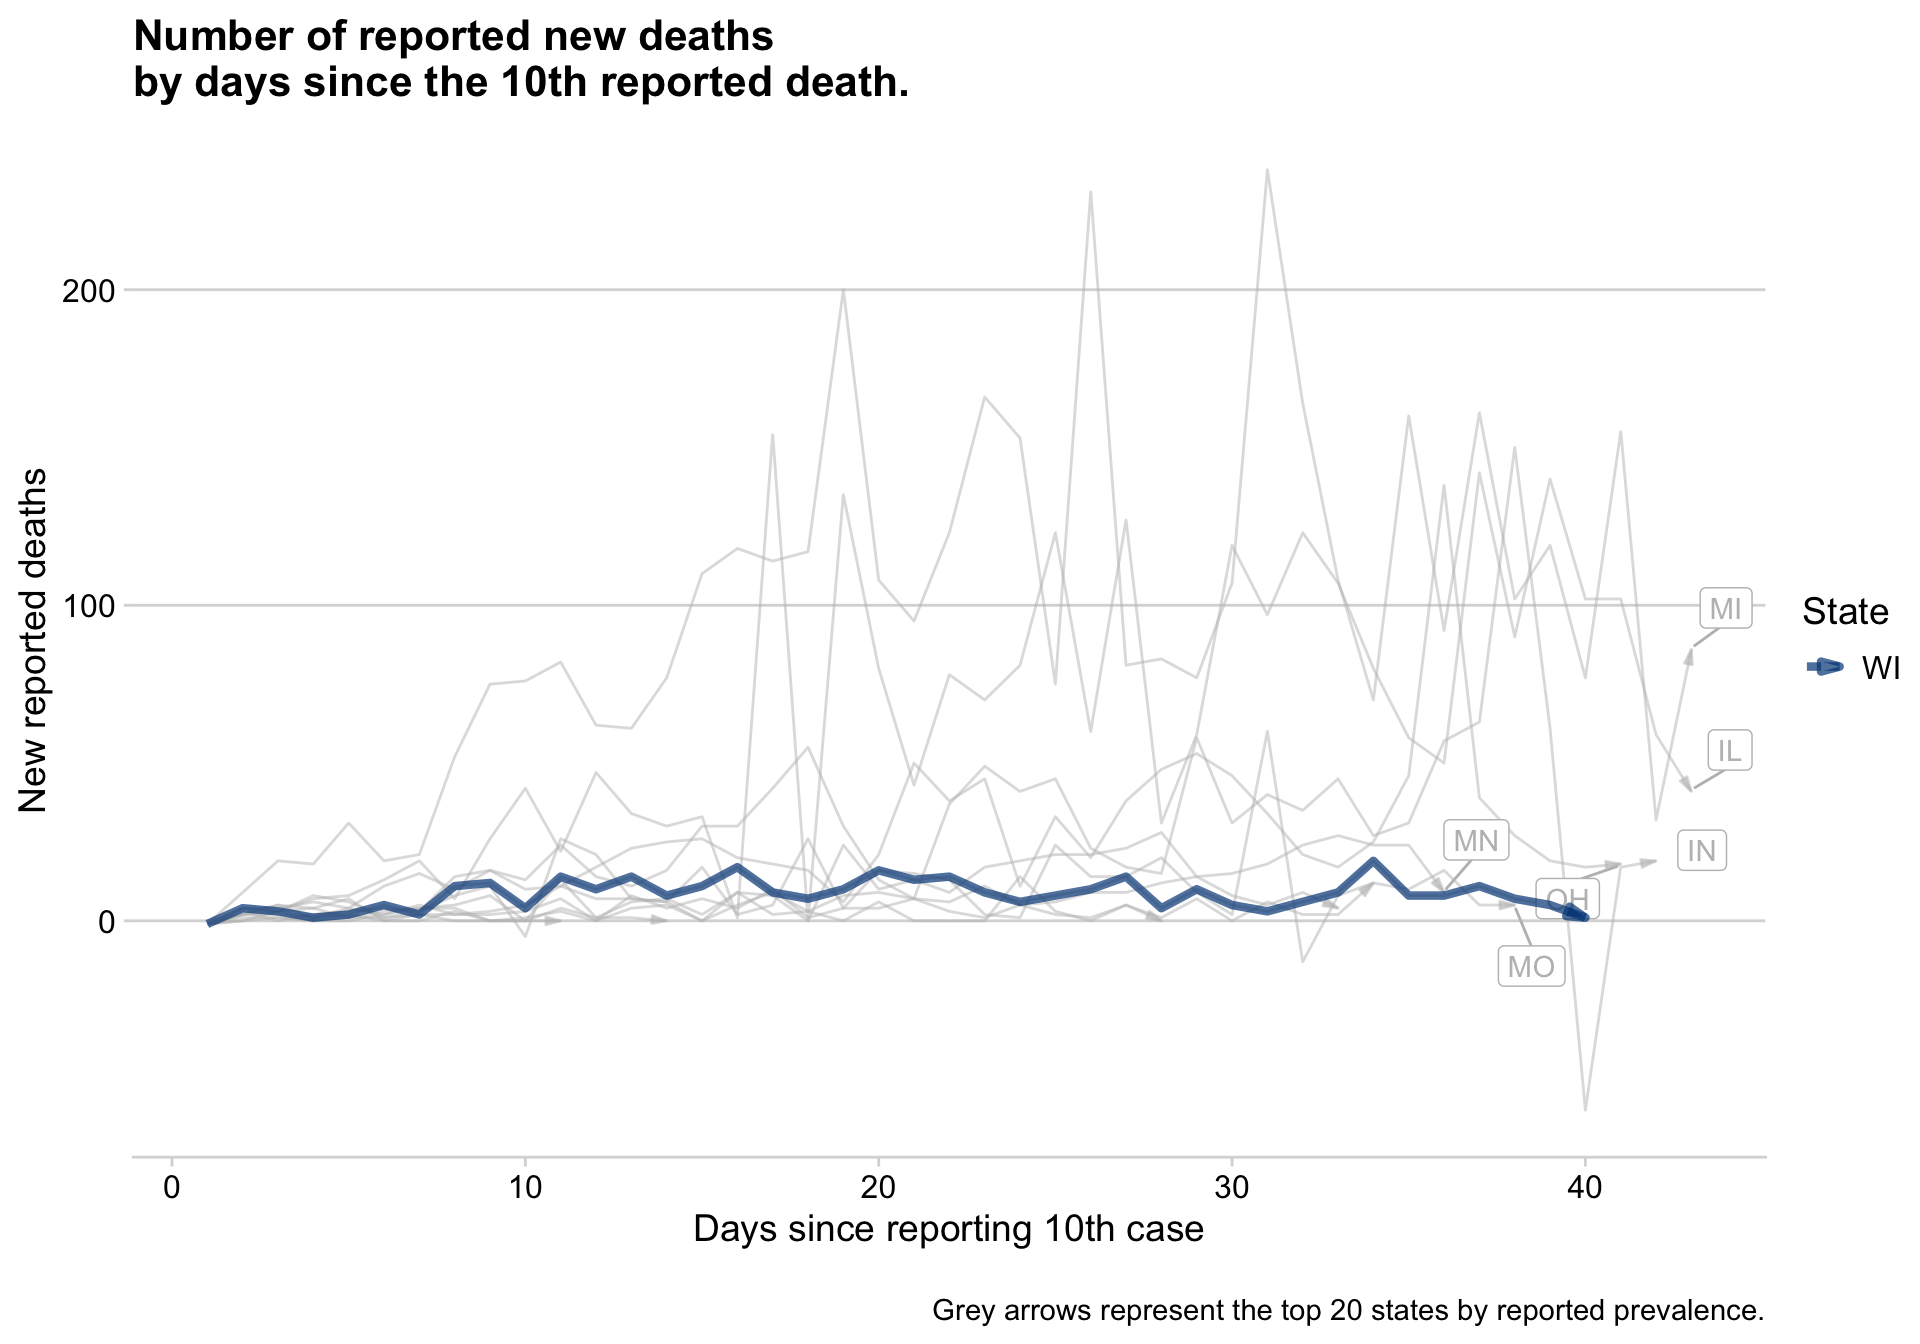 Number of reported new deaths
by days since the 10th reported death.
New reported deaths
200
100
0
MI
IL
MN
IN
OH
MO
State
WI
0
10
20
30
40
Days since reporting 10th case
Grey arrows represent the top 20 states by reported prevalence.